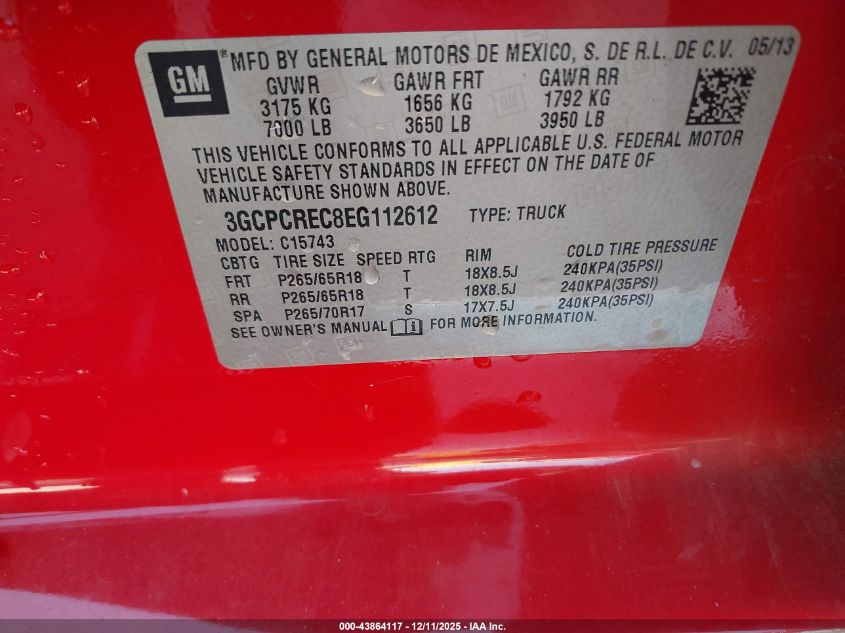 GM ® MFD BY GENERAL MOTORS DE MEXICO, S. DE R.L. DE C.V. 05/13
GVWR GAWR FRT GAWR RR
3175 KG 1656 KG 1792 KG
7000 LB 3650 LB 3950 LB
THIS VEHICLE CONFORMS TO ALL APPLICABLE U.S. FEDERAL MOTOR
VEHICLE SAFETY STANDARDS IN EFFECT ON THE DATE OF
MANUFACTURE SHOWN ABOVE.
3GCPCREC8EG112612 TYPE: TRUCK
MODEL: C15743
CBTG TIRE SIZE SPEED RTG RIM COLD TIRE PRESSURE
FRT P265/65R18 T 18X8.5J 240KPA(35PSI)
RR P265/65R18 T 18X8.5J 240KPA(35PSI)
SPA P265/70R17 S 17X7.5J 240KPA(35PSI)
SEE OWNER'S MANUAL i FOR MORE INFORMATION.
000-43864117 - 12/11/2025 - IAA Inc.